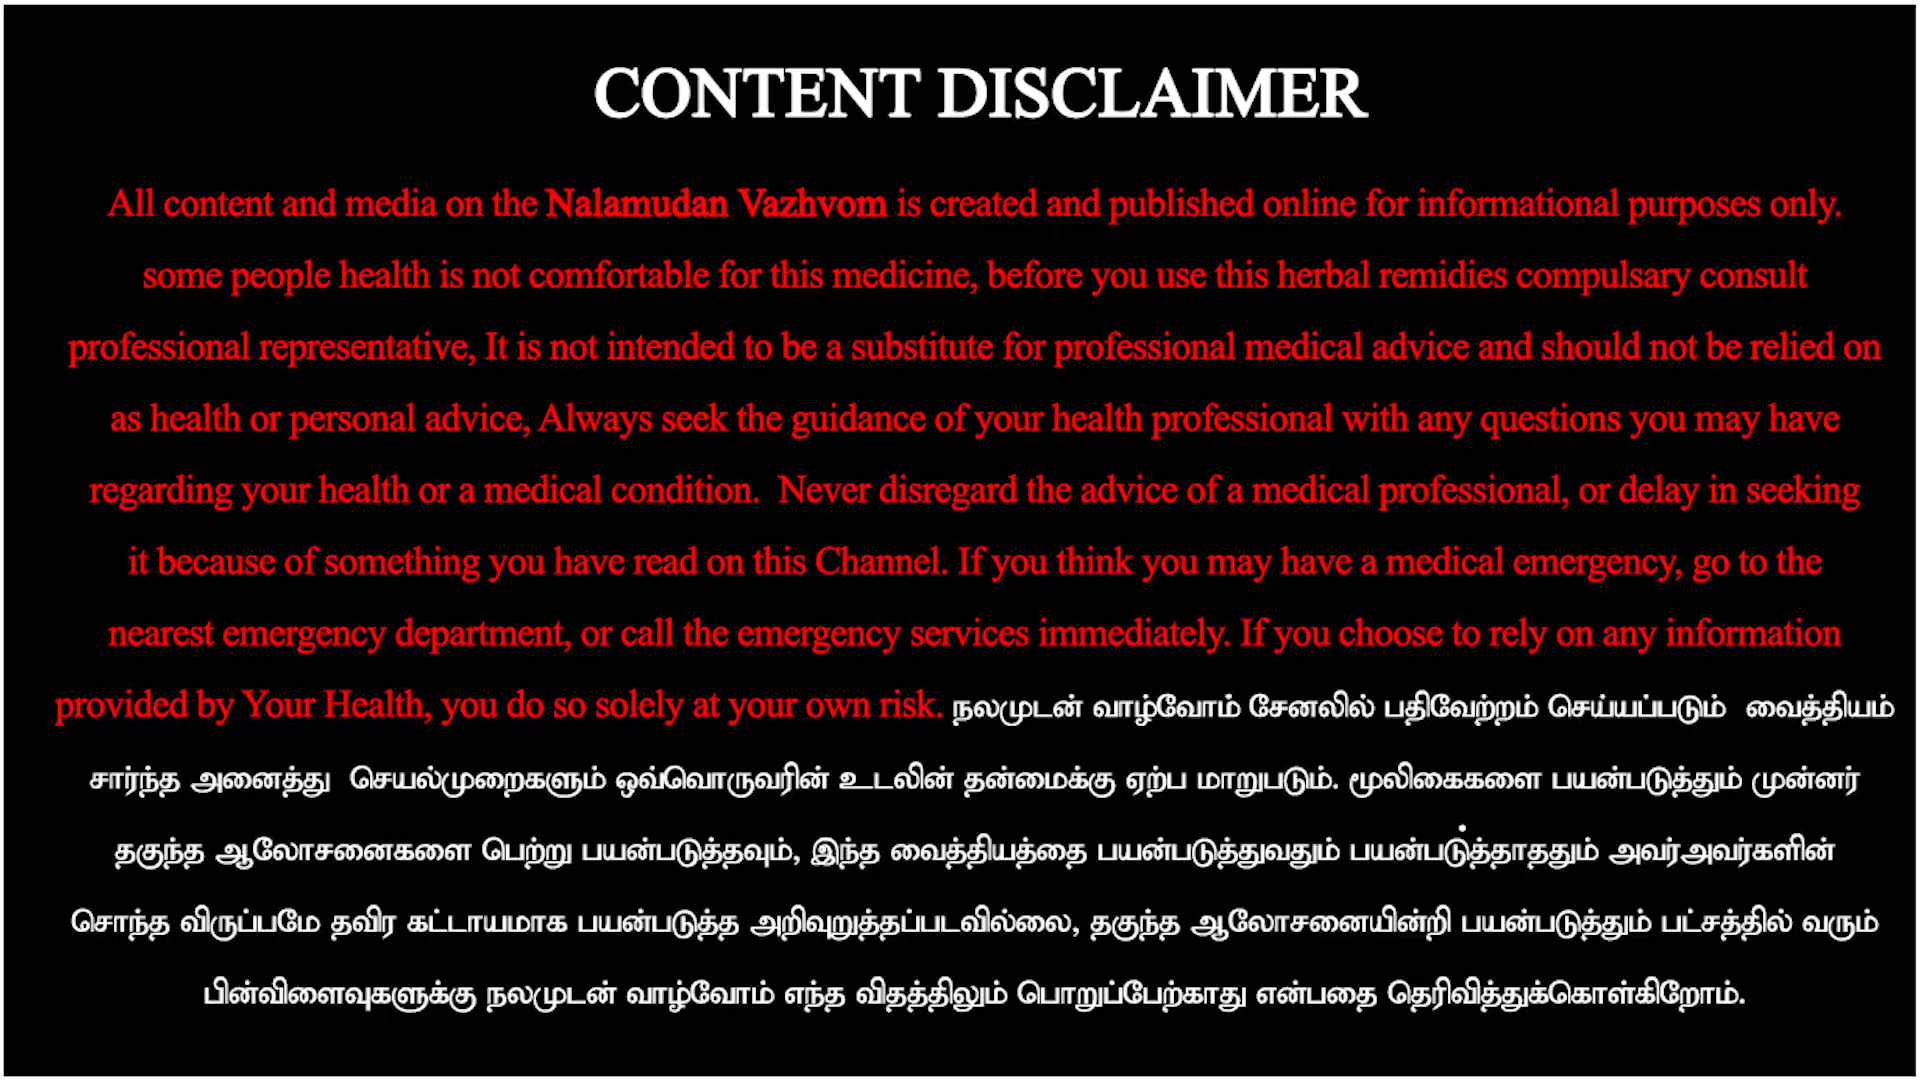 CONTENT DISCLAIMER
All content and media on the Nalamudan Vazhvom is created and published online for informational purposes only.
some people health is not comfortable for this medicine, before you use this herbal remidies compulsary consult
professional representative, It is not intended to be a substitute for professional medical advice and should not be relied on
as health or personal advice, Always seek the guidance of your health professional with any questions you may have
regarding your health or a medical condition.  Never disregard the advice of a medical professional, or delay in seeking
it because of something you have read on this Channel. If you think you may have a medical emergency, go to the
nearest emergency department, or call the emergency services immediately. If you choose to rely on any information
provided by Your Health, you do so solely at your own risk. நலமுடன் வாழ்வோம் சேனலில் பதிவேற்றம் செய்யப்படும்  வைத்தியம்
சார்ந்த அனைத்து  செயல்முறைகளும் ஒவ்வொருவரின் உடலின் தன்மைக்கு ஏற்ப மாறுபடும். மூலிகைகளை பயன்படுத்தும் முன்னர்
தகுந்த ஆலோசனைகளை பெற்று பயன்படுத்தவும், இந்த வைத்தியத்தை பயன்படுத்துவதும் பயன்படு்த்தாததும் அவர்அவர்களின்
சொந்த விருப்பமே தவிர கட்டாயமாக பயன்படுத்த அறிவுறுத்தப்படவில்லை, தகுந்த ஆலோசனையின்றி பயன்படுத்தும் பட்சத்தில் வரும்
பின்விளைவுகளுக்கு நலமுடன் வாழ்வோம் எந்த விதத்திலும் பொறுப்பேற்காது என்பதை தெரிவித்துக்கொள்கிறோம்.